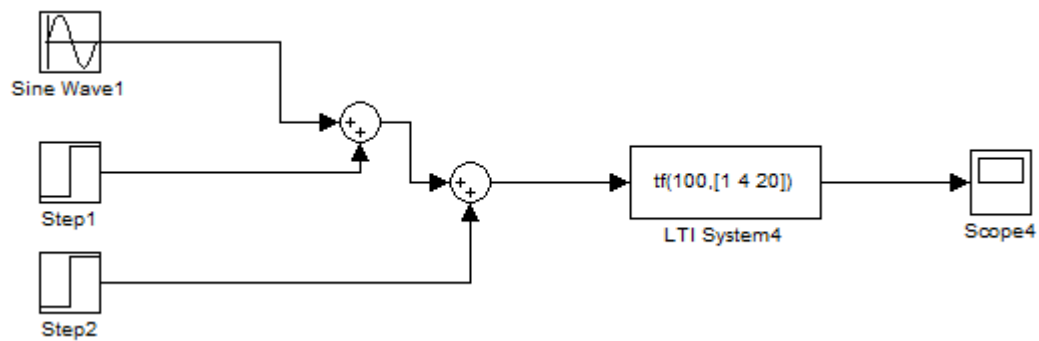 Sine Wave1
+
+
Step1
+
+
tf(100,[1 4 20])
LTI System4
Scope4
Step2